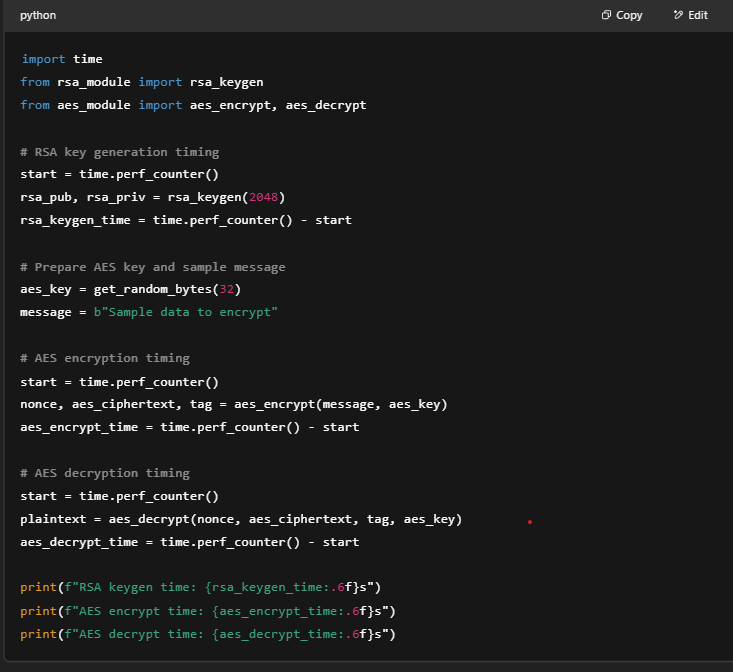 python
Copy
Edit
import time
from rsa_module import rsa_keygen
from aes_module import aes_encrypt, aes_decrypt
# RSA key generation timing
start = time.perf_counter()
rsa_pub, rsa_priv = rsa_keygen(2048)
rsa_keygen_time = time.perf_counter() - start
# Prepare AES key and sample message
aes_key = get_random_bytes(32)
message = b"Sample data to encrypt"
# AES encryption timing
start = time.perf_counter()
nonce, aes_ciphertext, tag = aes_encrypt(message, aes_key)
aes_encrypt_time = time.perf_counter() - start
# AES decryption timing
start = time.perf_counter()
plaintext = aes_decrypt(nonce, aes_ciphertext, tag, aes_key)
aes_decrypt_time = time.perf_counter() - start
print(f"RSA keygen time: {rsa_keygen_time:.6f}s")
print(f"AES encrypt time: {aes_encrypt_time:.6f}s")
print(f"AES decrypt time: {aes_decrypt_time:.6f}s")